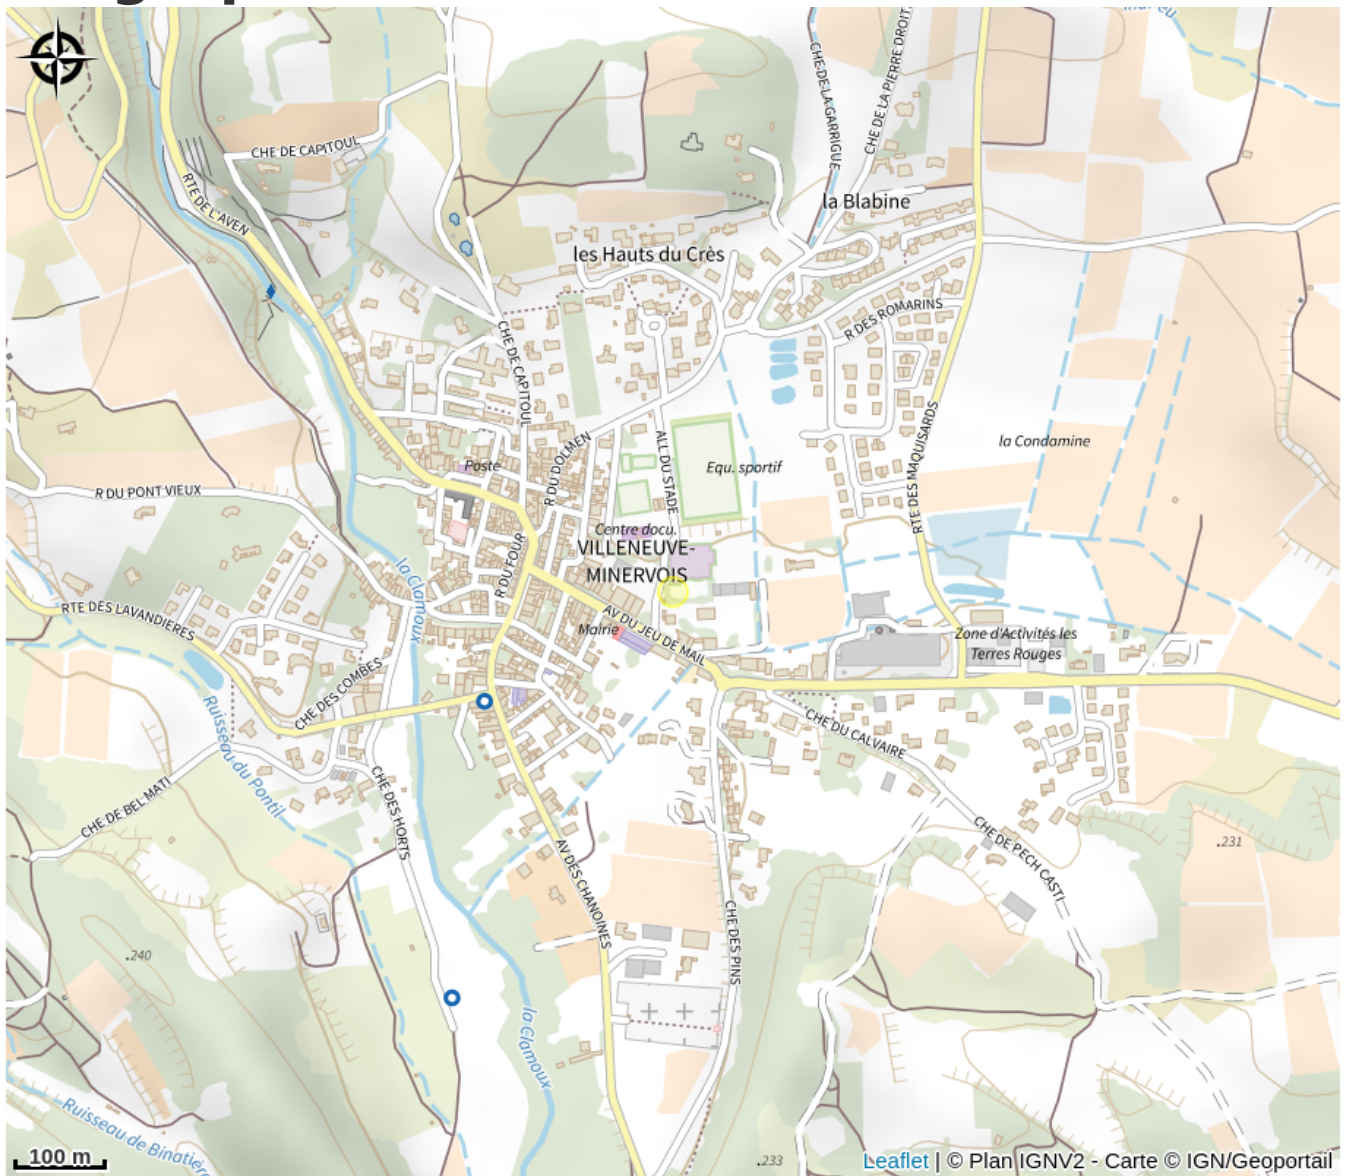 CHE DE LA GARRIGUE
CHE DE LA PIERRE DROIT
CHE DE CAPITOUL
RTE DE L'AVEN
la Blabine
les Hauts du Crès
R DES ROMARINS
CHE DE CAPITOUL
RTE DES MAQUISARDS
la Condamine
R DU DOLMEN
ALL DU STADE
Poste
Equ. sportif
R DU PONT VIEUX
Centre docu.
VILLENEUVE-
MINERVOIS
R DU FOUR
la Clamoux
RTE DES LAVANDIERES
AV DU JEU DE MAIL
Mairie
Zone d'Activités les
Terres Rouges
CHE DES COMBES
Ruisseau du Pontil
CHE DU CALVAIRE
CHE DE BEL MATI
CHE DES HORTS
CHE DE PECH CASTI
.231
AV DES CHANOINES
CHE DES PINS
.240
la Clamoux
Ruisseau de Binatière
.233
100 m
Leaflet | © Plan IGNV2 - Carte © IGN/Geoportail